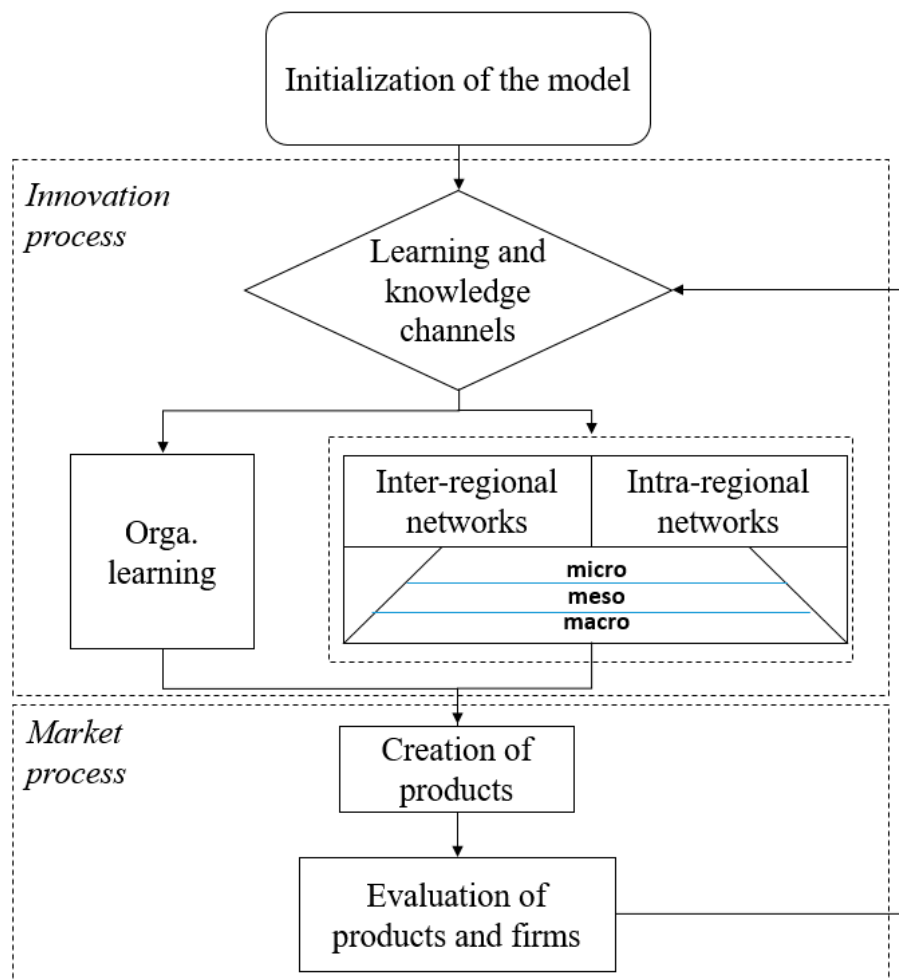 Initialization of the model
Innovation
process
Learning and
knowledge
channels
Orga.
learning
Inter-regional
networks
Intra-regional
networks
micro
meso
macro
Market
process
Creation of
products
Evaluation of
products and firms